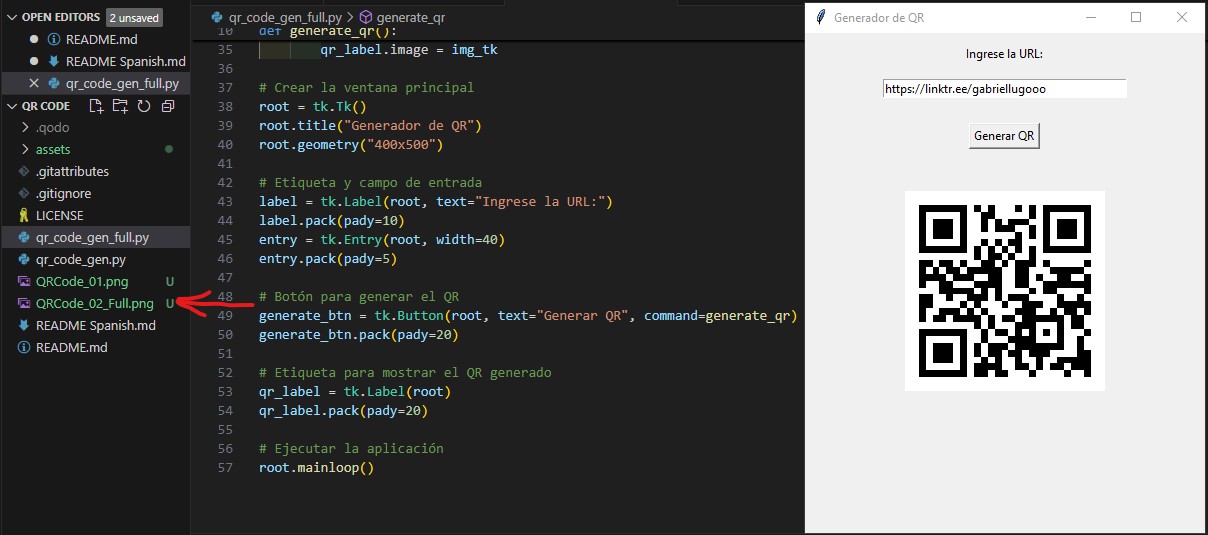 OPEN EDITORS 2 unsaved
README.md
README Spanish.md
qr_code_gen_full.py
QR CODE
.qodo
assets
.gitattributes
.gitignore
LICENSE
qr_code_gen_full.py
qr_code_gen.py
QRCode_01.png U
QRCode_02_Full.png U
README Spanish.md
README.md
qr_code_gen_full.py > generate_qr
10 def generate_qr():
35 qr_label.image = img_tk
36
37 # Crear la ventana principal
38 root = tk.Tk()
39 root.title("Generador de QR")
40 root.geometry("400x500")
41
42 # Etiqueta y campo de entrada
43 label = tk.Label(root, text="Ingrese la URL:")
44 label.pack(pady=10)
45 entry = tk.Entry(root, width=40)
46 entry.pack(pady=5)
47
48 # Botón para generar el QR
49 generate_btn = tk.Button(root, text="Generar QR", command=generate_qr)
50 generate_btn.pack(pady=20)
51
52 # Etiqueta para mostrar el QR generado
53 qr_label = tk.Label(root)
54 qr_label.pack(pady=20)
55
56 # Ejecutar la aplicación
57 root.mainloop()
Generador de QR
Ingrese la URL:
https://linktr.ee/gabriellugooo
Generar QR